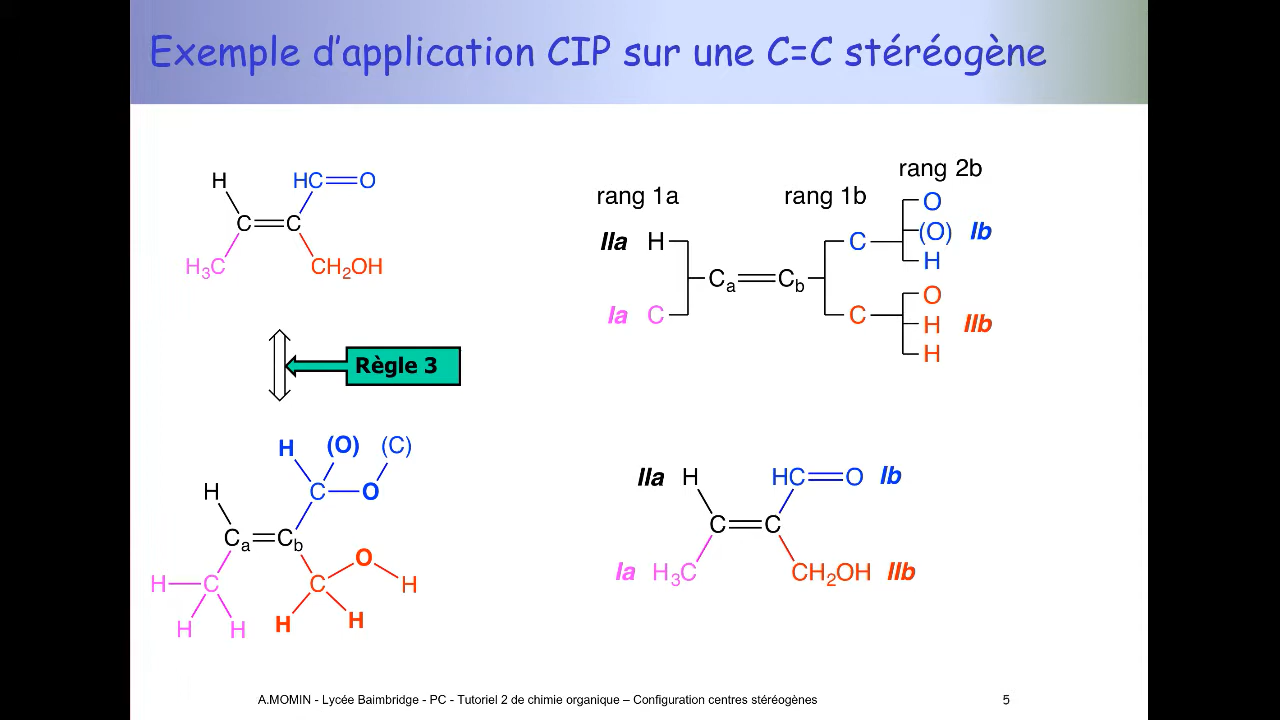 Exemple d'application CIP sur une C=C stéréogène
H HC=O
C=C
H3C CH2OH
Règle 3
H (O) (C)
H C O
Ca=Cb
O
H C C H
H H H H
rang 2b
rang 1a rang 1b
O
IIa H C (O) Ib
H
Ca=Cb
O
Ia C C H IIb
H
IIa H HC=O Ib
C=C
Ia H3C CH2OH IIb
A.MOMIN - Lycée Baimbridge - PC - Tutoriel 2 de chimie organique – Configuration centres stéréogènes 5